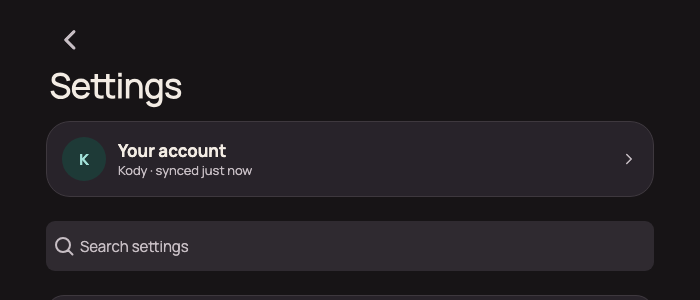 Settings
K
Your account
Kody · synced just now
Search settings